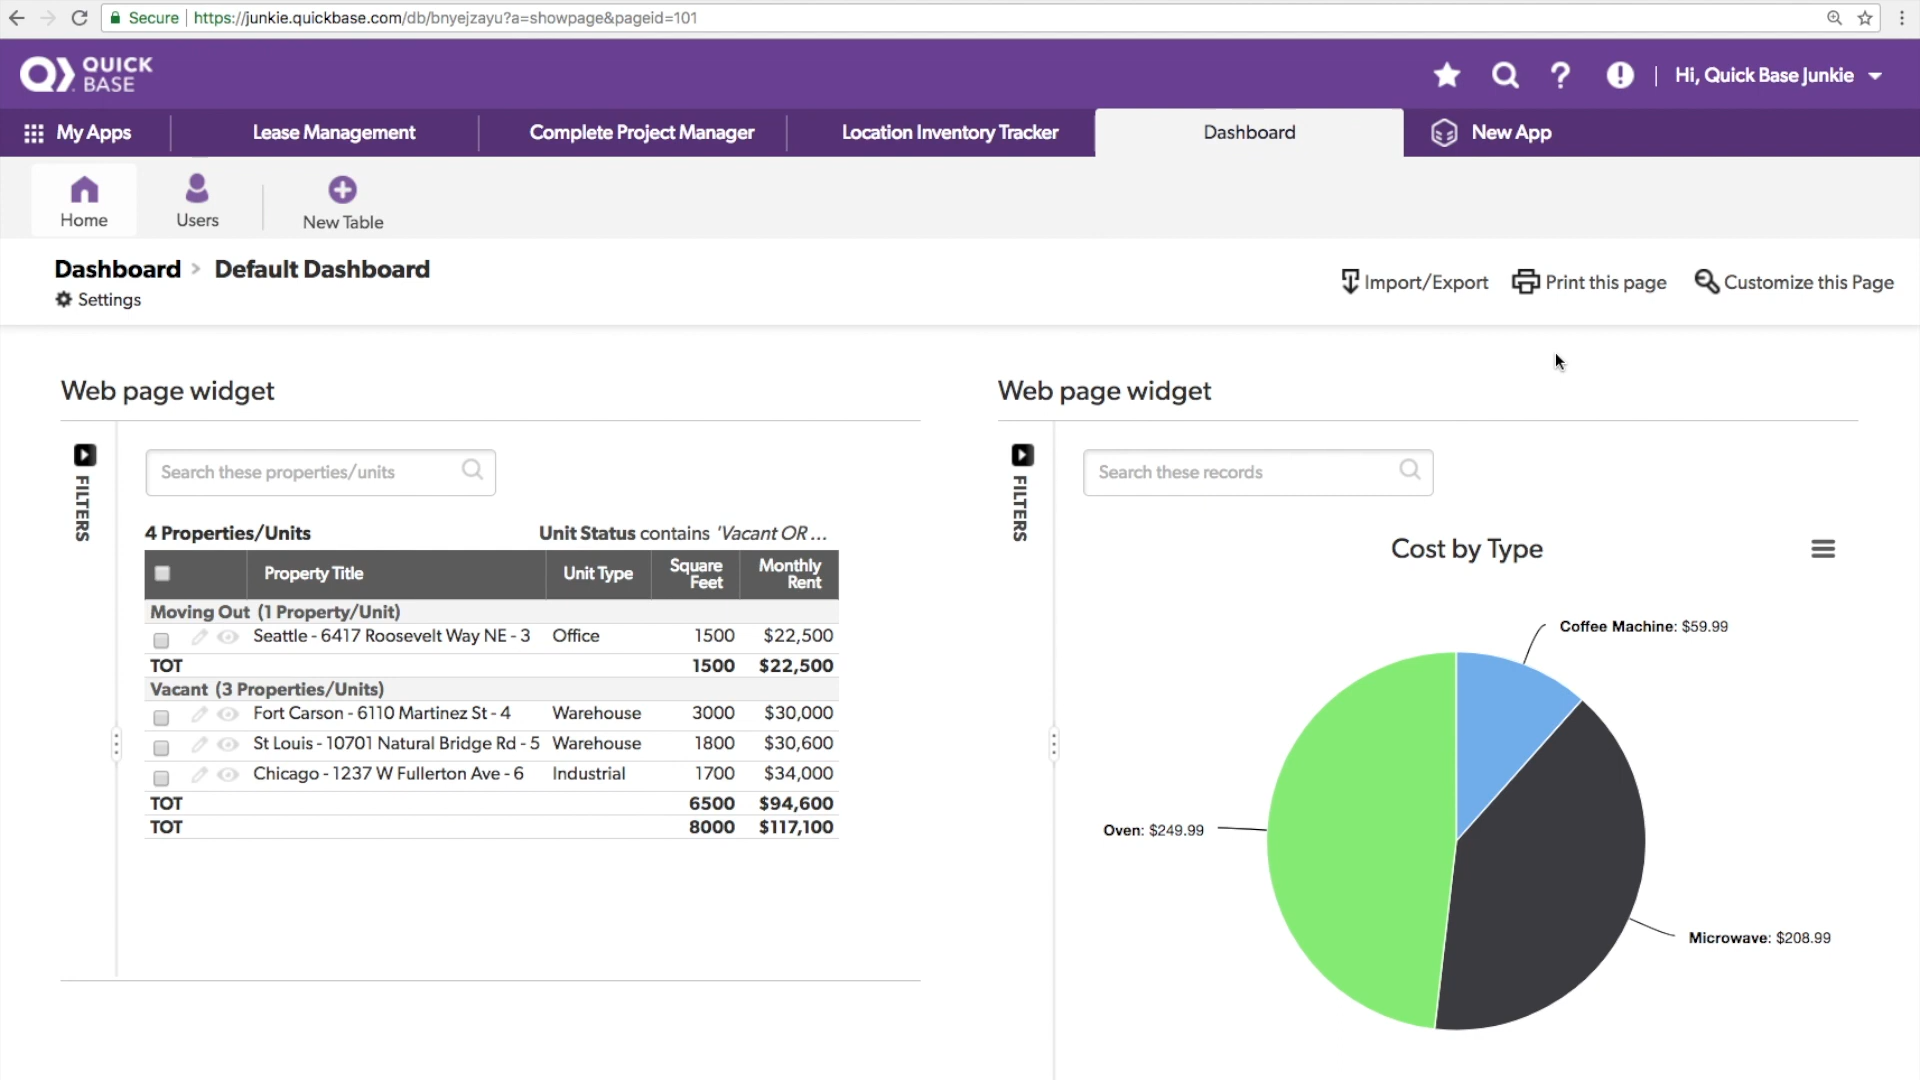 Secure https://junkie.quickbase.com/db/bnyejzayu?a=showpage&pageid=101
QUICK
BASE
Hi, Quick Base Junkie
My Apps
Lease Management
Complete Project Manager
Location Inventory Tracker
Dashboard
New App
Home
Users
New Table
Dashboard > Default Dashboard
Settings
Import/Export
Print this page
Customize this Page
Web page widget
FILTERS
Search these properties/units
4 Properties/Units Unit Status contains 'Vacant OR ...
Property Title Unit Type Square Feet Monthly Rent
Moving Out (1 Property/Unit)
Seattle - 6417 Roosevelt Way NE - 3 Office 1500 $22,500
TOT 1500 $22,500
Vacant (3 Properties/Units)
Fort Carson - 6110 Martinez St - 4 Warehouse 3000 $30,000
St Louis - 10701 Natural Bridge Rd - 5 Warehouse 1800 $30,600
Chicago - 1237 W Fullerton Ave - 6 Industrial 1700 $34,000
TOT 6500 $94,600
TOT 8000 $117,100
Web page widget
FILTERS
Search these records
Cost by Type
Coffee Machine: $59.99
Oven: $249.99
Microwave: $208.99